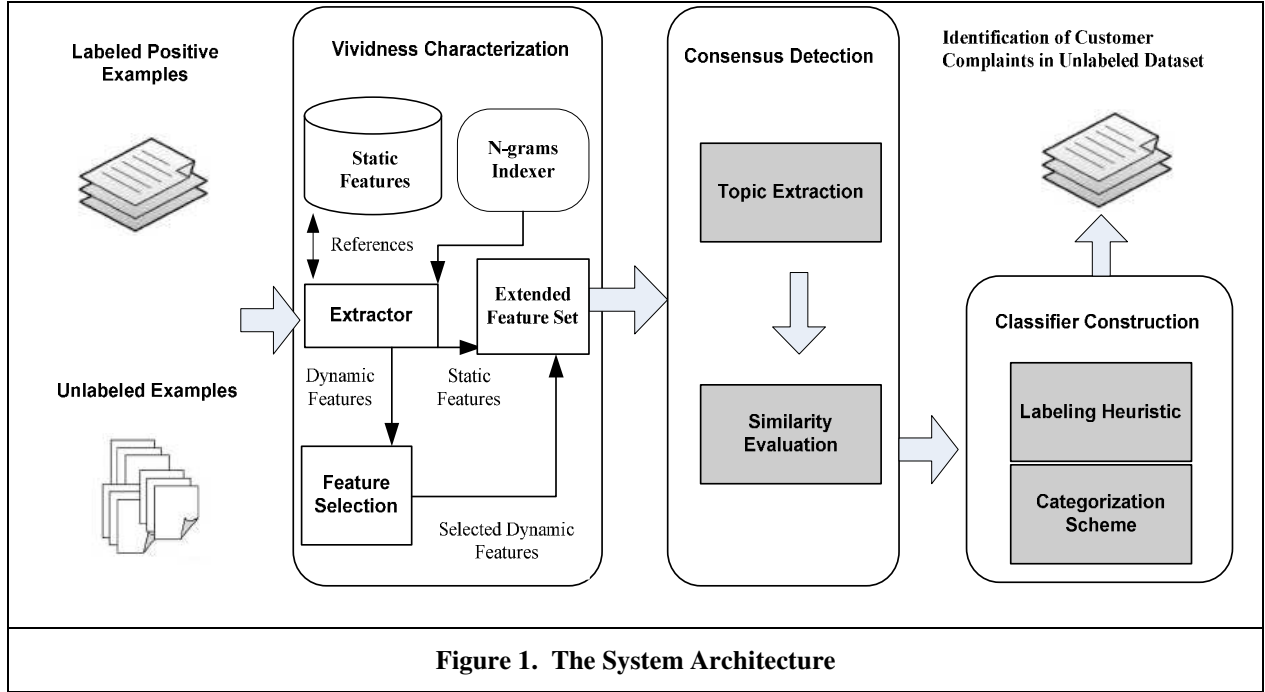 Labeled Positive
Examples
Unlabeled Examples
Vividness Characterization
Static
Features
N-grams
Indexer
References
Extractor
Extended
Feature Set
Dynamic
Features
Static
Features
Feature
Selection
Selected Dynamic
Features
Consensus Detection
Topic Extraction
Similarity
Evaluation
Identification of Customer
Complaints in Unlabeled Dataset
Classifier Construction
Labeling Heuristic
Categorization
Scheme
Figure 1. The System Architecture